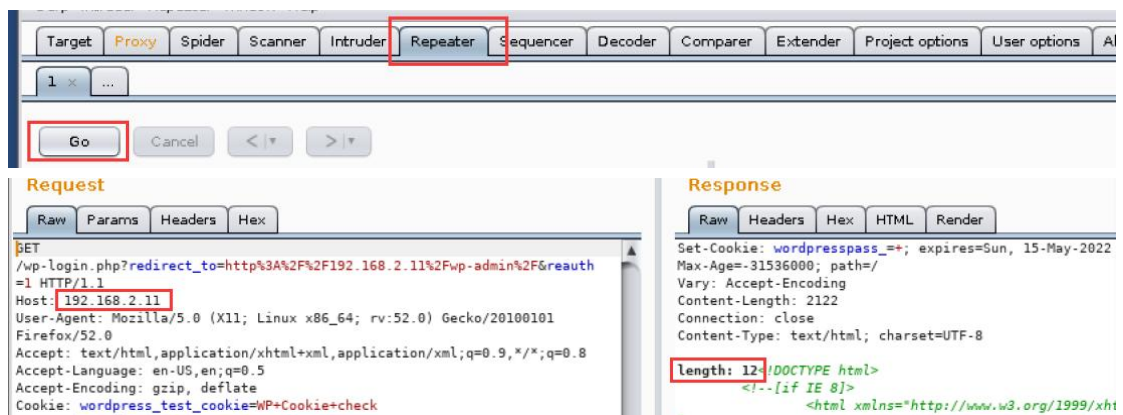 Target Proxy Spider Scanner Intruder Repeater Sequencer Decoder Comparer Extender Project options User options
1 × ...
Go Cancel < |▾ > |▾
Request
Raw Params Headers Hex
GET
/wp-login.php?redirect_to=http%3A%2F%2F192.168.2.11%2Fwp-admin%2F&reauth
=1 HTTP/1.1
Host: 192.168.2.11
User-Agent: Mozilla/5.0 (X11; Linux x86_64; rv:52.0) Gecko/20100101
Firefox/52.0
Accept: text/html,application/xhtml+xml,application/xml;q=0.9,*/*;q=0.8
Accept-Language: en-US,en;q=0.5
Accept-Encoding: gzip, deflate
Cookie: wordpress_test_cookie=WP+Cookie+check
Response
Raw Headers Hex HTML Render
Set-Cookie: wordpresspass_=+; expires=Sun, 15-May-2022
Max-Age=-31536000; path=/
Vary: Accept-Encoding
Content-Length: 2122
Connection: close
Content-Type: text/html; charset=UTF-8
length: 12<!DOCTYPE html>
<!--[if IE 8]>
<html xmlns="http://www.w3.org/1999/xht